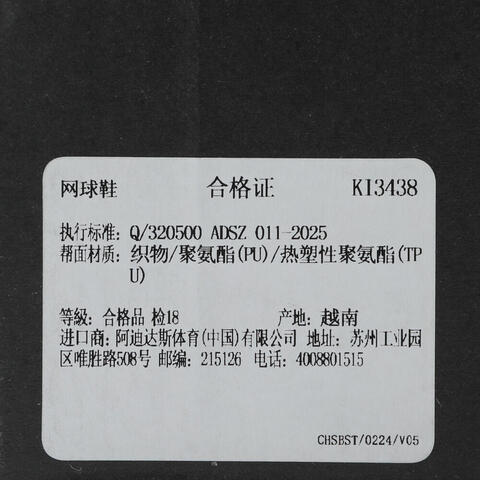 网球鞋 合格证 KI3438
执行标准: Q/320500 ADSZ 011-2025
帮面材质: 织物/聚氨酯(PU)/热塑性聚氨酯(TP
U)
等级: 合格品 检18 产地: 越南
进口商: 阿迪达斯体育(中国)有限公司 地址: 苏州工业园
区唯胜路508号 邮编: 215126 电话: 4008801515
CHSBST/0224/V05